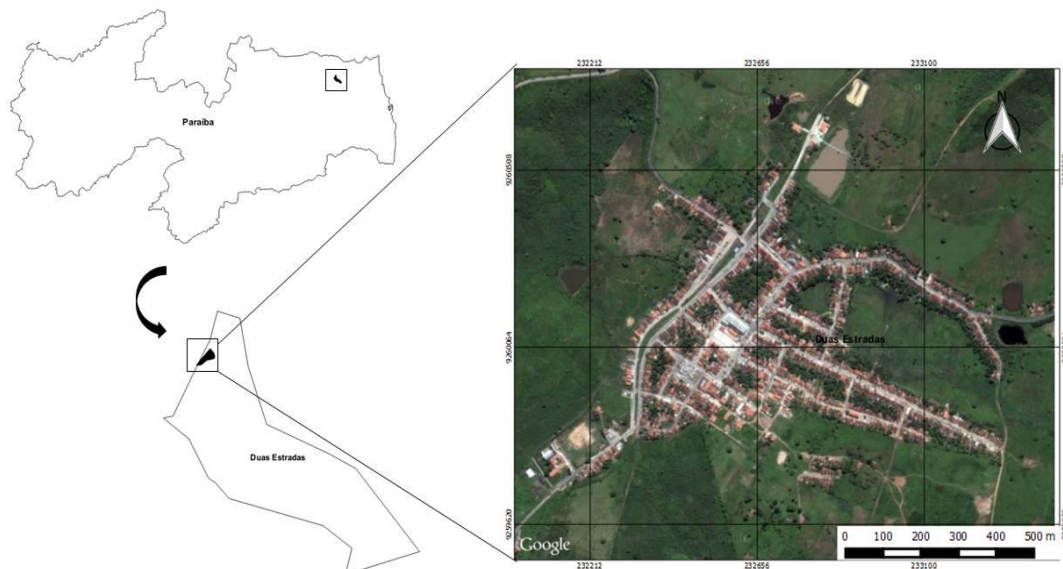 Paraíba
Duas Estradas
232212 232656 233100
N
9260508
9260064
9259620
Duas Estradas
Google
0 100 200 300 400 500 m
232212 232656 233100